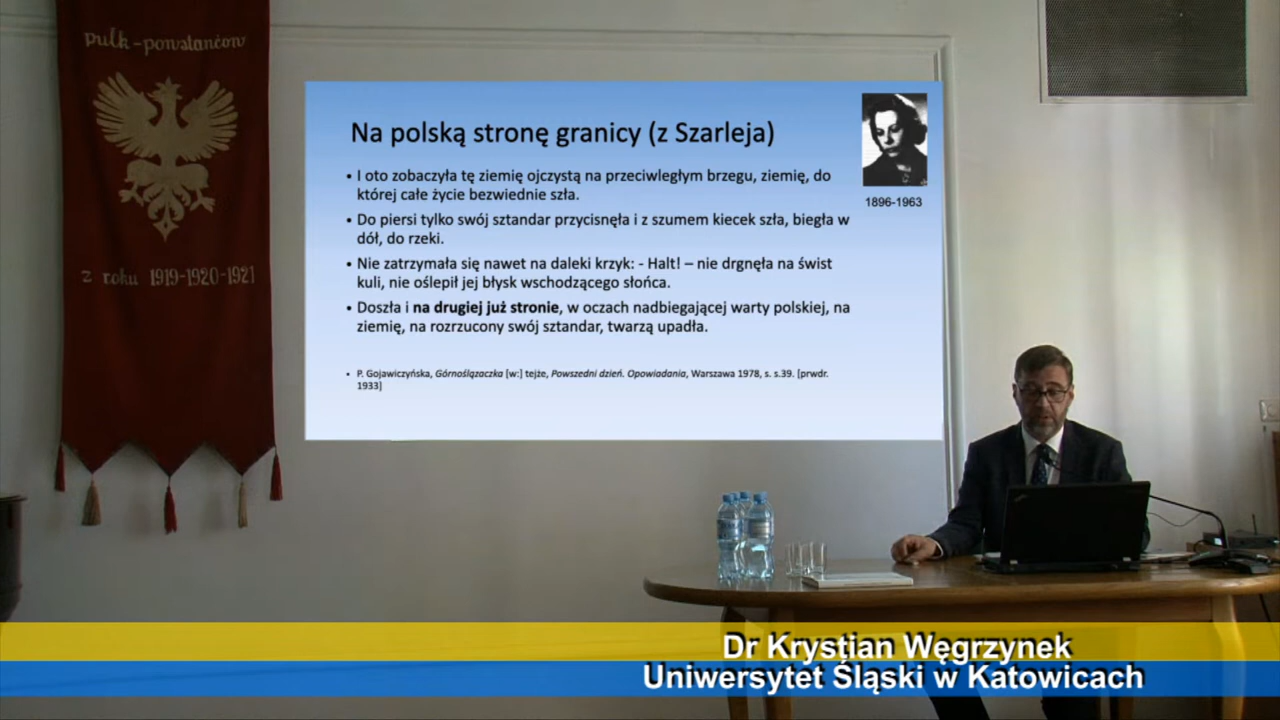 pułk-powstańców
z roku 1919-1920-1921
Na polską stronę granicy (z Szarleja)
• I oto zobaczyła tę ziemię ojczystą na przeciwległym brzegu, ziemię, do
której całe życie bezwiednie szła.
• Do piersi tylko swój sztandar przycisnęła i z szumem kiecek szła, biegła w
dół, do rzeki.
• Nie zatrzymała się nawet na daleki krzyk: - Halt! – nie drgnęła na świst
kuli, nie oślepił jej błysk wschodzącego słońca.
• Doszła i na drugiej już stronie, w oczach nadbiegającej warty polskiej, na
ziemię, na rozrzucony swój sztandar, twarzą upadła.
• P. Gojawiczyńska, Górnoślązaczka [w:] tejże, Powszedni dzień. Opowiadania, Warszawa 1978, s. s.39. [prwdr.
1933]
1896-1963
Dr Krystian Węgrzynek
Uniwersytet Śląski w Katowicach